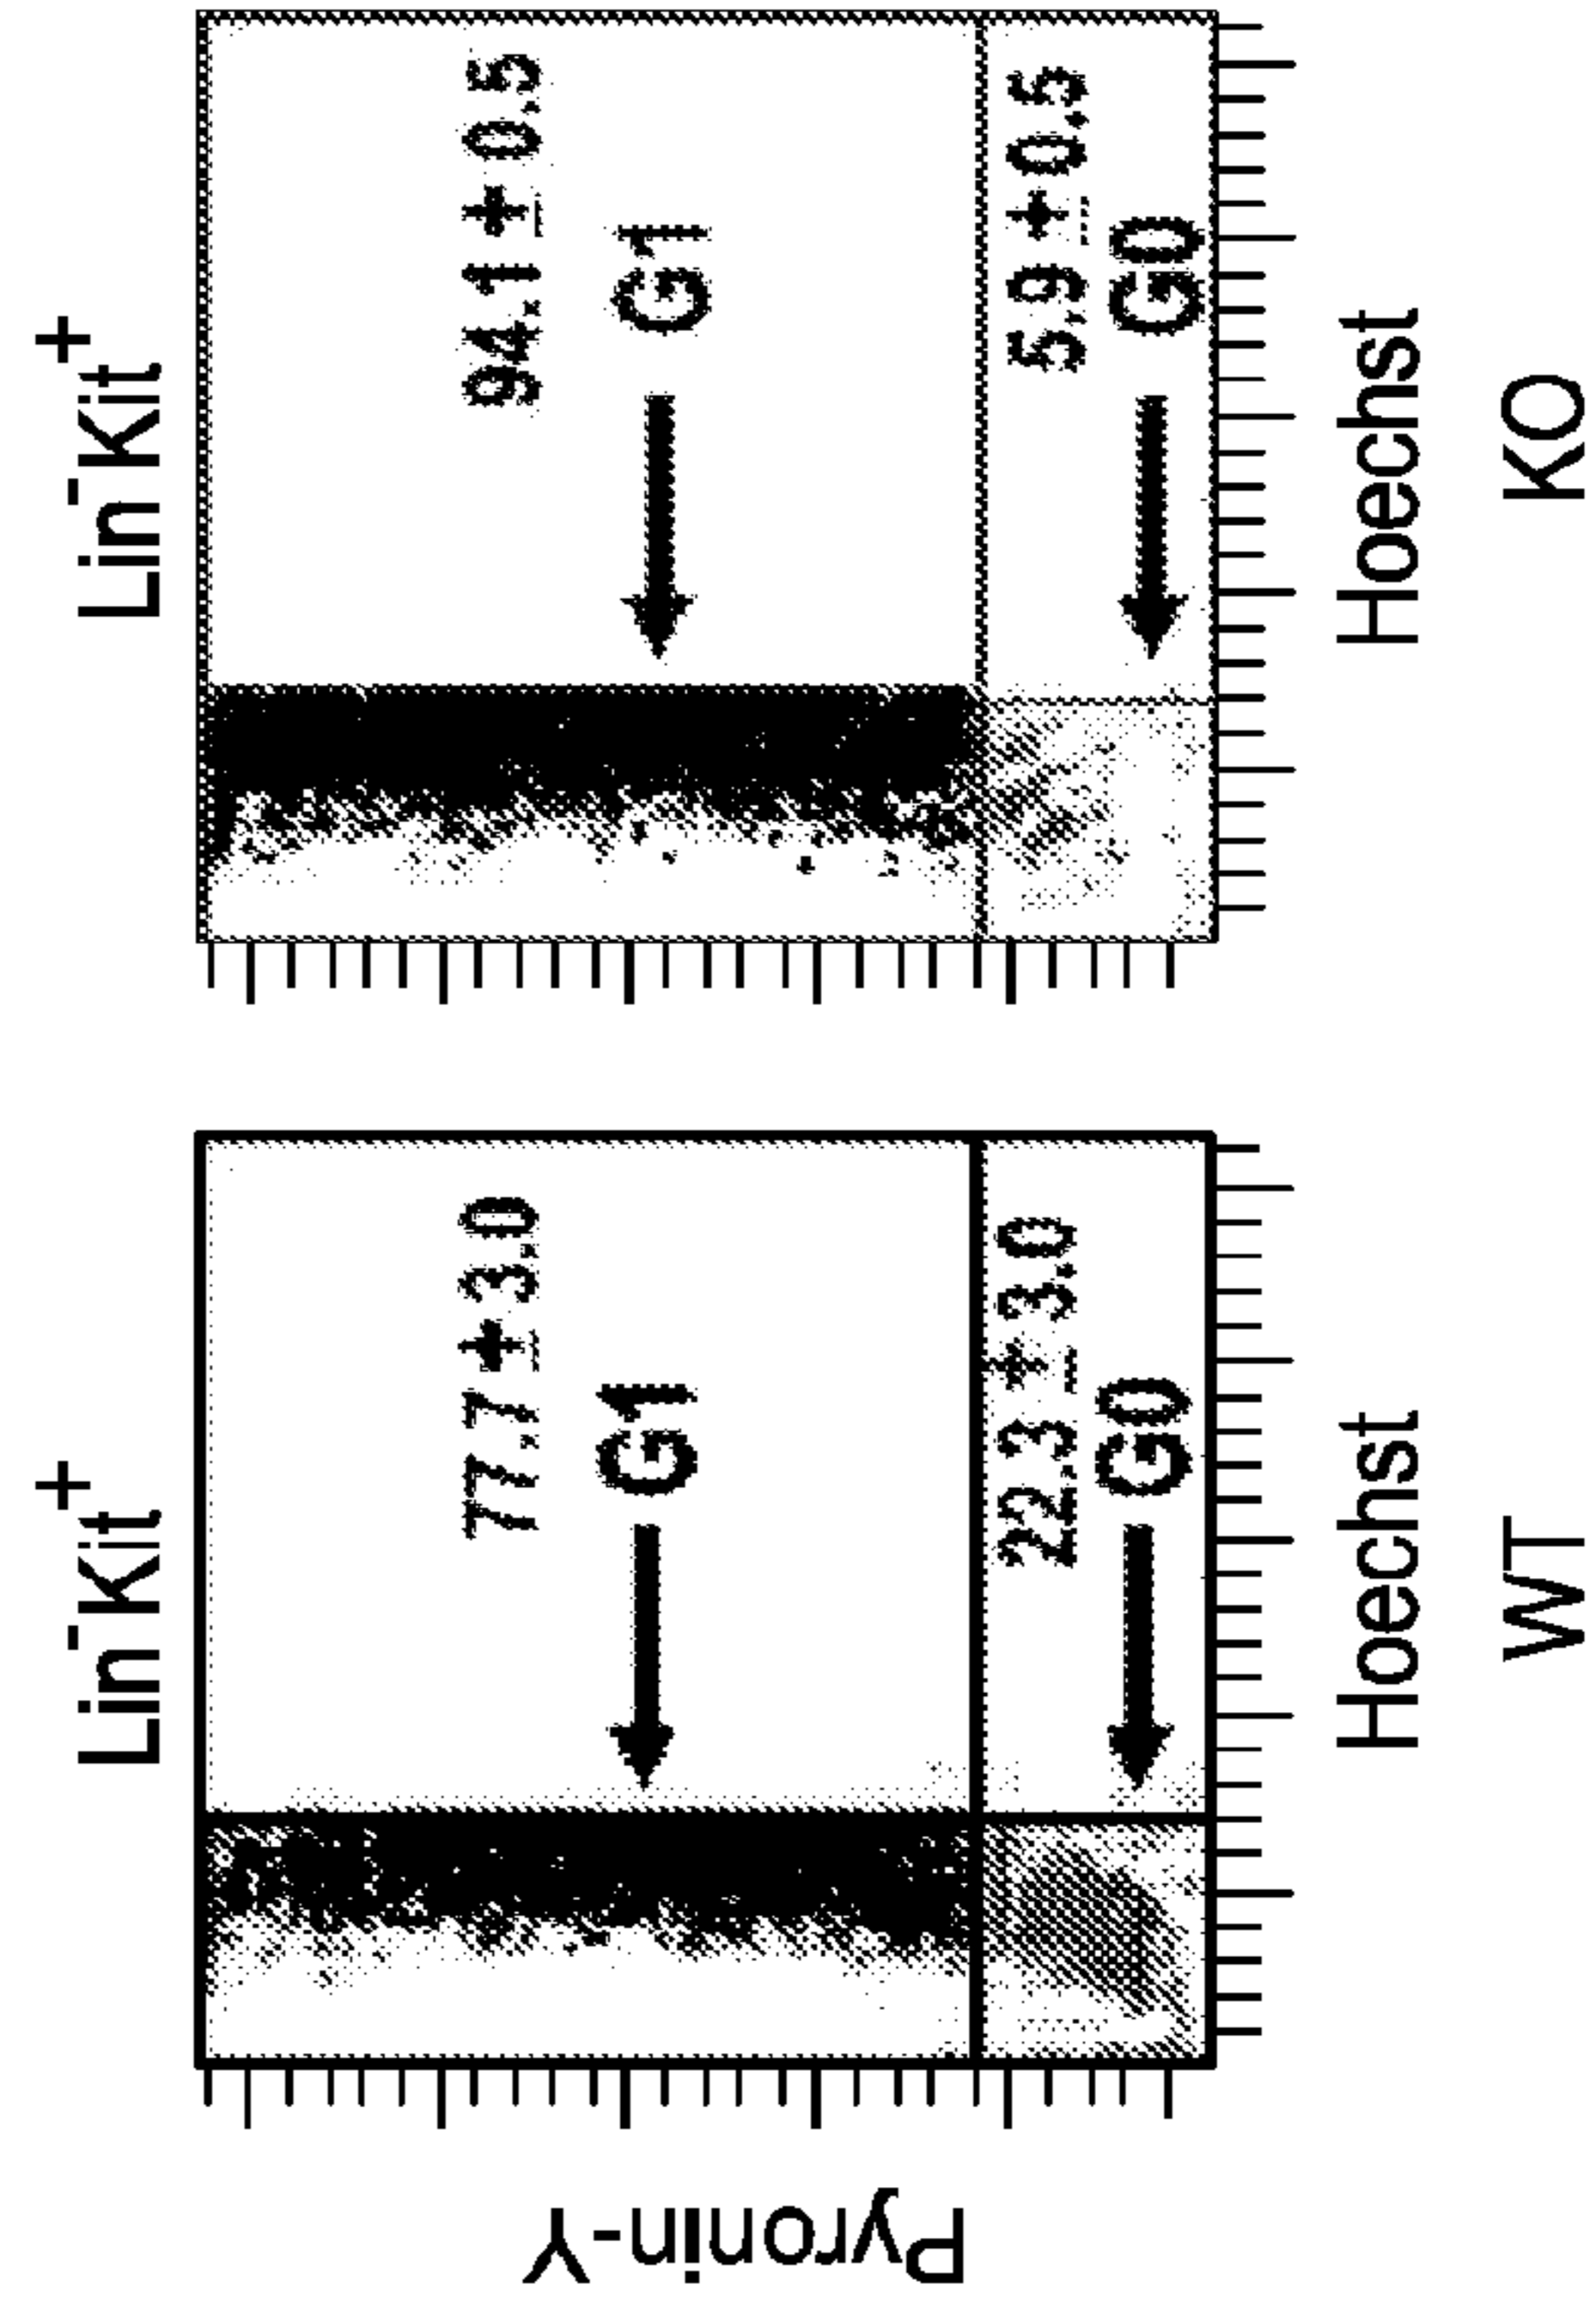 Lin⁻kit⁺
Lin⁻kit⁺
Pyronin-Y
77.7 ± 3.0
G1
22.3 ± 3.0
G0
94.1 ± 0.5
G1
5.9 ± 0.5
G0
Hoechst
Hoechst
WT
KO